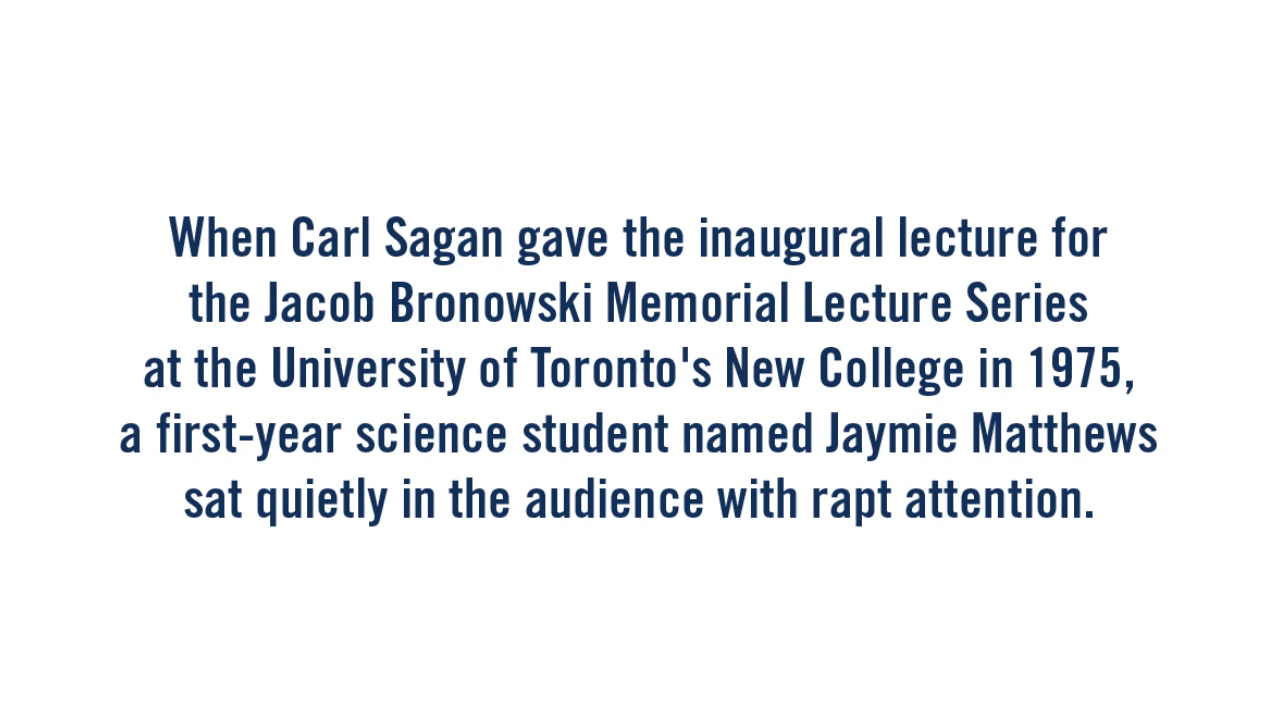 When Carl Sagan gave the inaugural lecture for
the Jacob Bronowski Memorial Lecture Series
at the University of Toronto's New College in 1975,
a first-year science student named Jaymie Matthews
sat quietly in the audience with rapt attention.